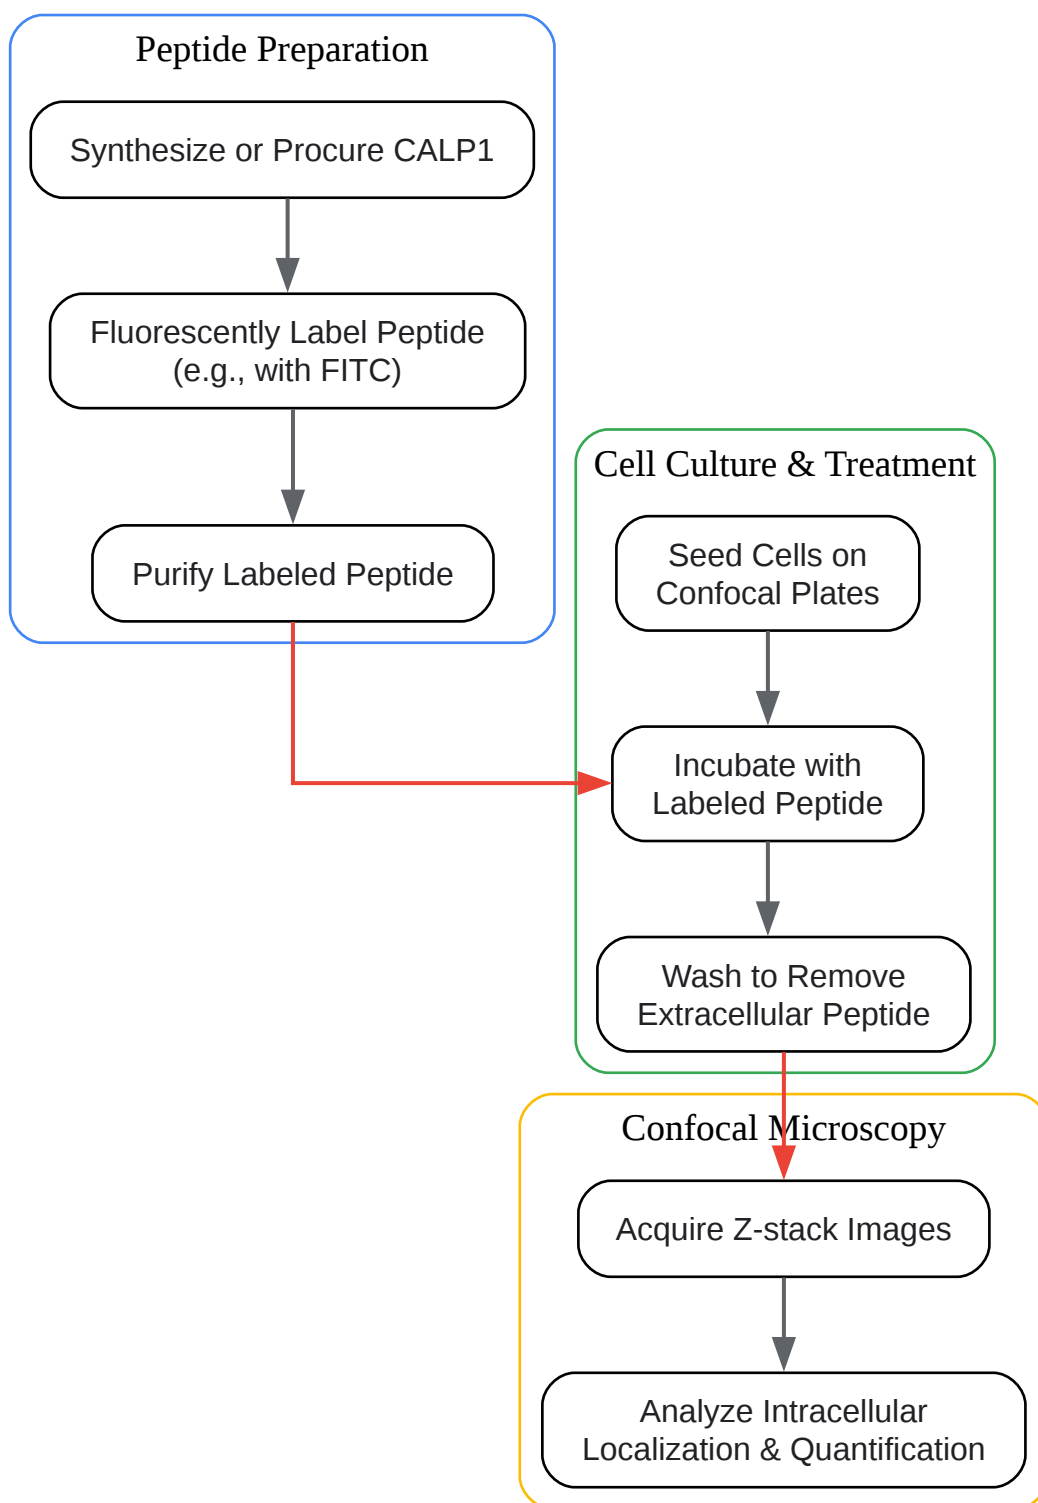 Peptide Preparation
Synthesize or Procure CALP1
Fluorescently Label Peptide
(e.g., with FITC)
Purify Labeled Peptide
Cell Culture & Treatment
Seed Cells on
Confocal Plates
Incubate with
Labeled Peptide
Wash to Remove
Extracellular Peptide
Confocal Microscopy
Acquire Z-stack Images
Analyze Intracellular
Localization & Quantification